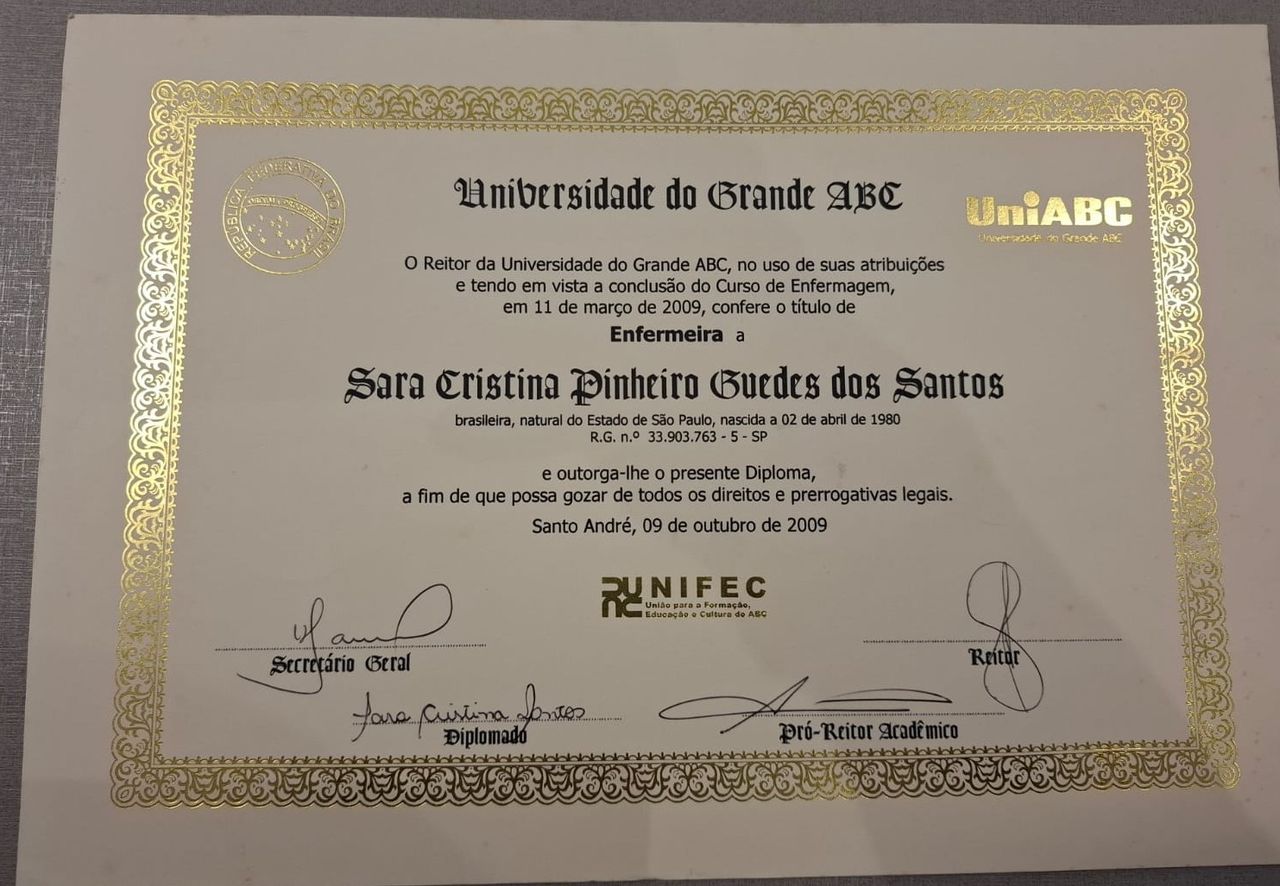 REPÚBLICA FEDERATIVA DO BRASIL
Universidade do Grande ABC
UniABC
Universidade do Grande ABC
O Reitor da Universidade do Grande ABC, no uso de suas atribuições
e tendo em vista a conclusão do Curso de Enfermagem,
em 11 de março de 2009, confere o título de
Enfermeira a
Sara Cristina Pinheiro Guedes dos Santos
brasileira, natural do Estado de São Paulo, nascida a 02 de abril de 1980
R.G. n.º 33.903.763 - 5 - SP
e outorga-lhe o presente Diploma,
a fim de que possa gozar de todos os direitos e prerrogativas legais.
Santo André, 09 de outubro de 2009
UNIFEC
União para a Formação,
Educação e Cultura do ABC
Secretário Geral
Reitor
Sara Cristina Santos
Diplomado
Pró-Reitor Acadêmico